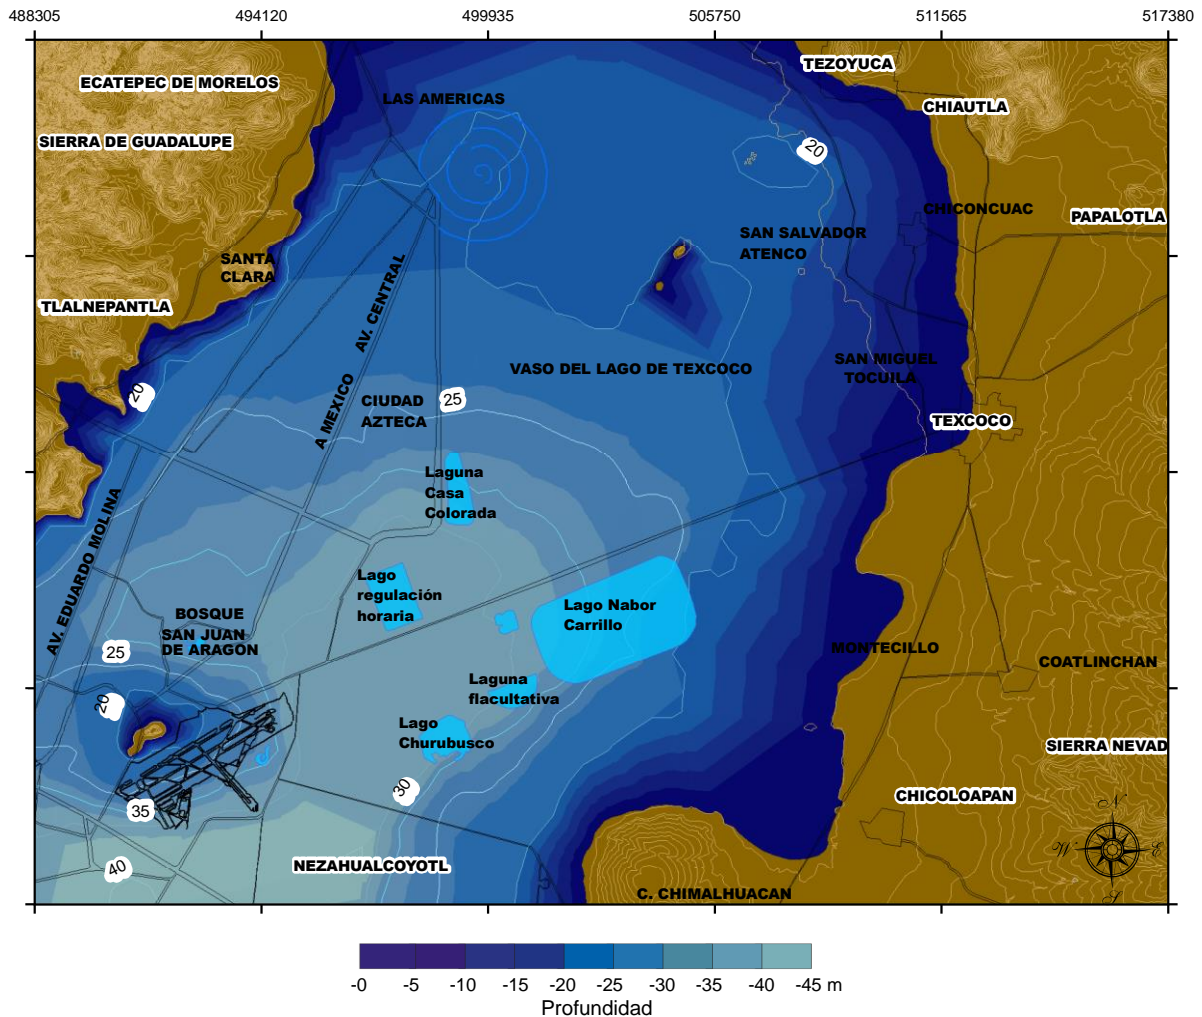 488305 494120 499935 505750 511565 517380
TEZOYUCA
ECATEPEC DE MORELOS
LAS AMERICAS
CHIAUTLA
SIERRA DE GUADALUPE
20
CHICONCUAC
PAPALOTLA
SAN SALVADOR
ATENCO
SANTA
CLARA
TLALNEPANTLA
AV. CENTRAL
SAN MIGUEL
TOCUILA
VASO DEL LAGO DE TEXCOCO
20
25
CIUDAD
AZTECA
A MEXICO
TEXCOCO
Laguna
Casa
Colorada
AV. EDUARDO MOLINA
Lago
regulación
horaria
Lago Nabor
Carrillo
BOSQUE
SAN JUAN
DE ARAGON
MONTECILLO
25
COATLINCHAN
Laguna
flacultativa
20
Lago
Churubusco
SIERRA NEVAD
30
CHICOLOAPAN
35
N
W E
S
40
NEZAHUALCOYOTL
C. CHIMALHUACAN
-0 -5 -10 -15 -20 -25 -30 -35 -40 -45 m
Profundidad